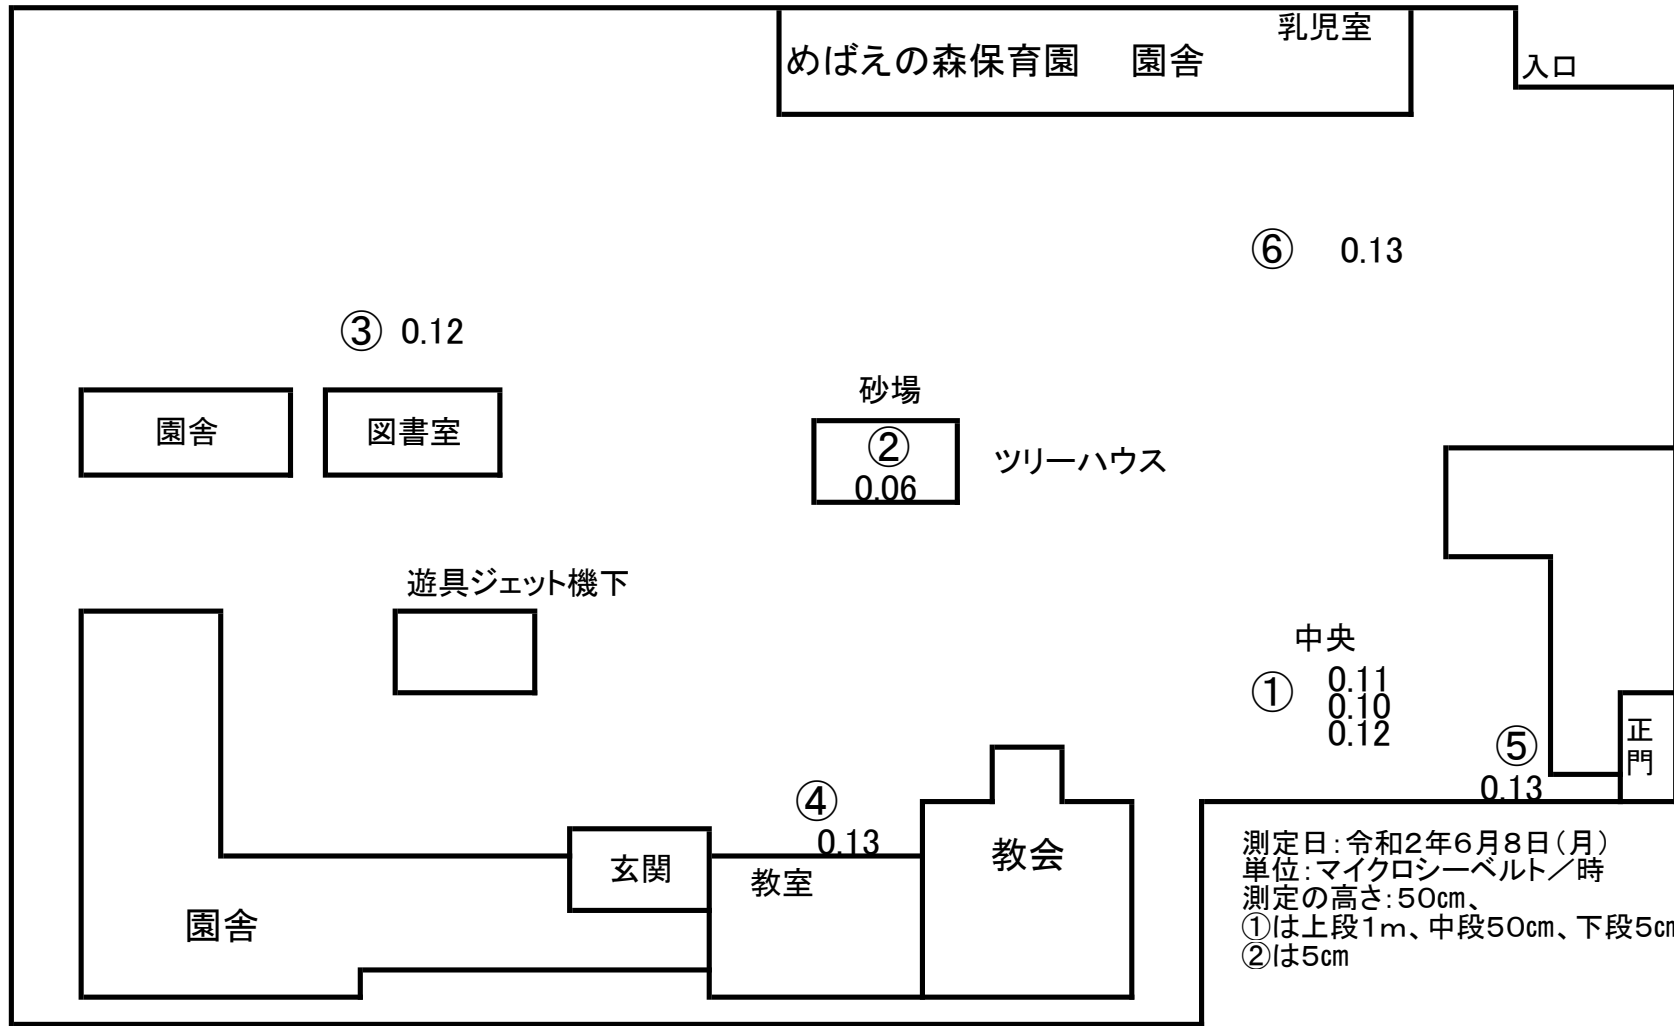 乳児室
めばえの森保育園 園舎
入口
⑥ 0.13
③ 0.12
砂場
園舎
図書室
②
0.06
ツリーハウス
遊具ジェット機下
中央
① 0.11
0.10
0.12
⑤
0.13
正門
④
0.13
教室
玄関
教会
園舎
測定日:令和2年6月8日(月)
単位:マイクロシーベルト/時
測定の高さ:50㎝、
①は上段1m、中段50㎝、下段5㎝
②は5㎝